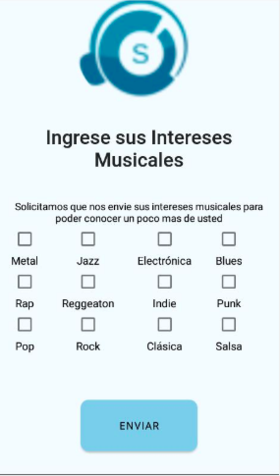 S
Ingrese sus Intereses
Musicales
Solicitamos que nos envie sus intereses musicales para
poder conocer un poco mas de usted
Metal Jazz Electrónica Blues
Rap Reggeaton Indie Punk
Pop Rock Clásica Salsa
ENVIAR